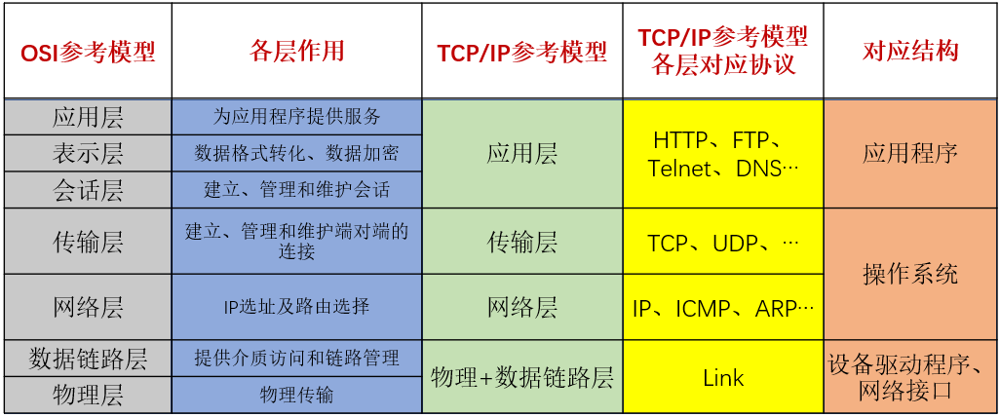 OSI参考模型
各层作用
TCP/IP参考模型
TCP/IP参考模型
各层对应协议
对应结构
应用层
为应用程序提供服务
应用层
HTTP、FTP、
Telnet、DNS…
应用程序
表示层
数据格式转化、数据加密
会话层
建立、管理和维护会话
传输层
建立、管理和维护端对端的
连接
传输层
TCP、UDP、…
操作系统
网络层
IP选址及路由选择
网络层
IP、ICMP、ARP…
数据链路层
提供介质访问和链路管理
物理+数据链路层
Link
设备驱动程序、
网络接口
物理层
物理传输